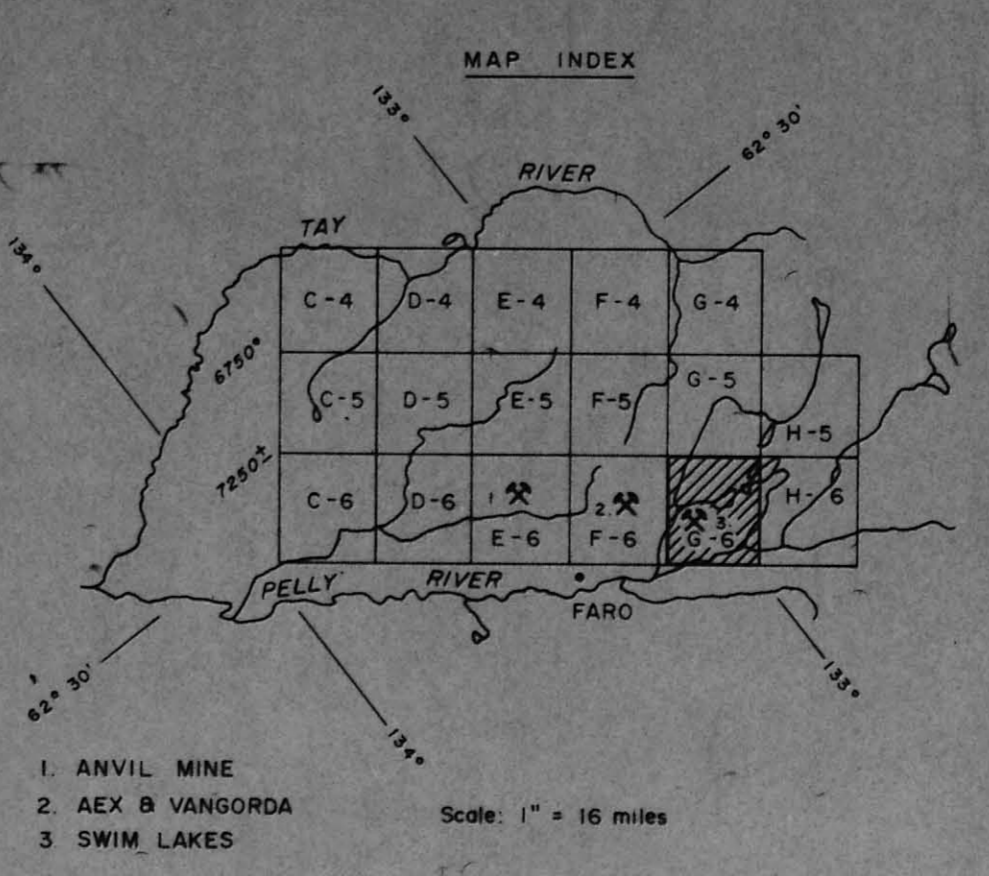 MAP INDEX
133°
62° 30'
RIVER
TAY
134°
C-4 D-4 E-4 F-4 G-4
6750°
C-5 D-5 E-5 F-5 G-5 H-5
7250±
C-6 D-6 1 E-6 2. F-6 3. G-6 H-6
PELLY RIVER
FARO
62° 30'
134°
133°
1. ANVIL MINE
2. AEX & VANGORDA
3 SWIM LAKES
Scale: 1" = 16 miles